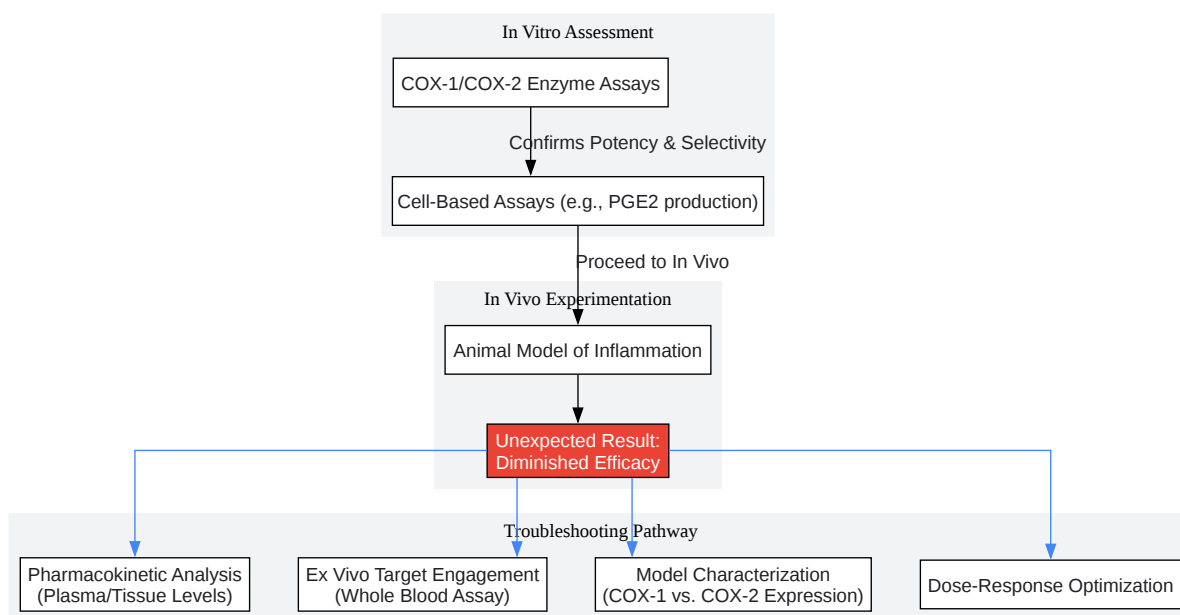 In Vitro Assessment
COX-1/COX-2 Enzyme Assays
Confirms Potency & Selectivity
Cell-Based Assays (e.g., PGE2 production)
Proceed to In Vivo
In Vivo Experimentation
Animal Model of Inflammation
Unexpected Result:
Diminished Efficacy
Troubleshooting Pathway
Pharmacokinetic Analysis
(Plasma/Tissue Levels)
Ex Vivo Target Engagement
(Whole Blood Assay)
Model Characterization
(COX-1 vs. COX-2 Expression)
Dose-Response Optimization